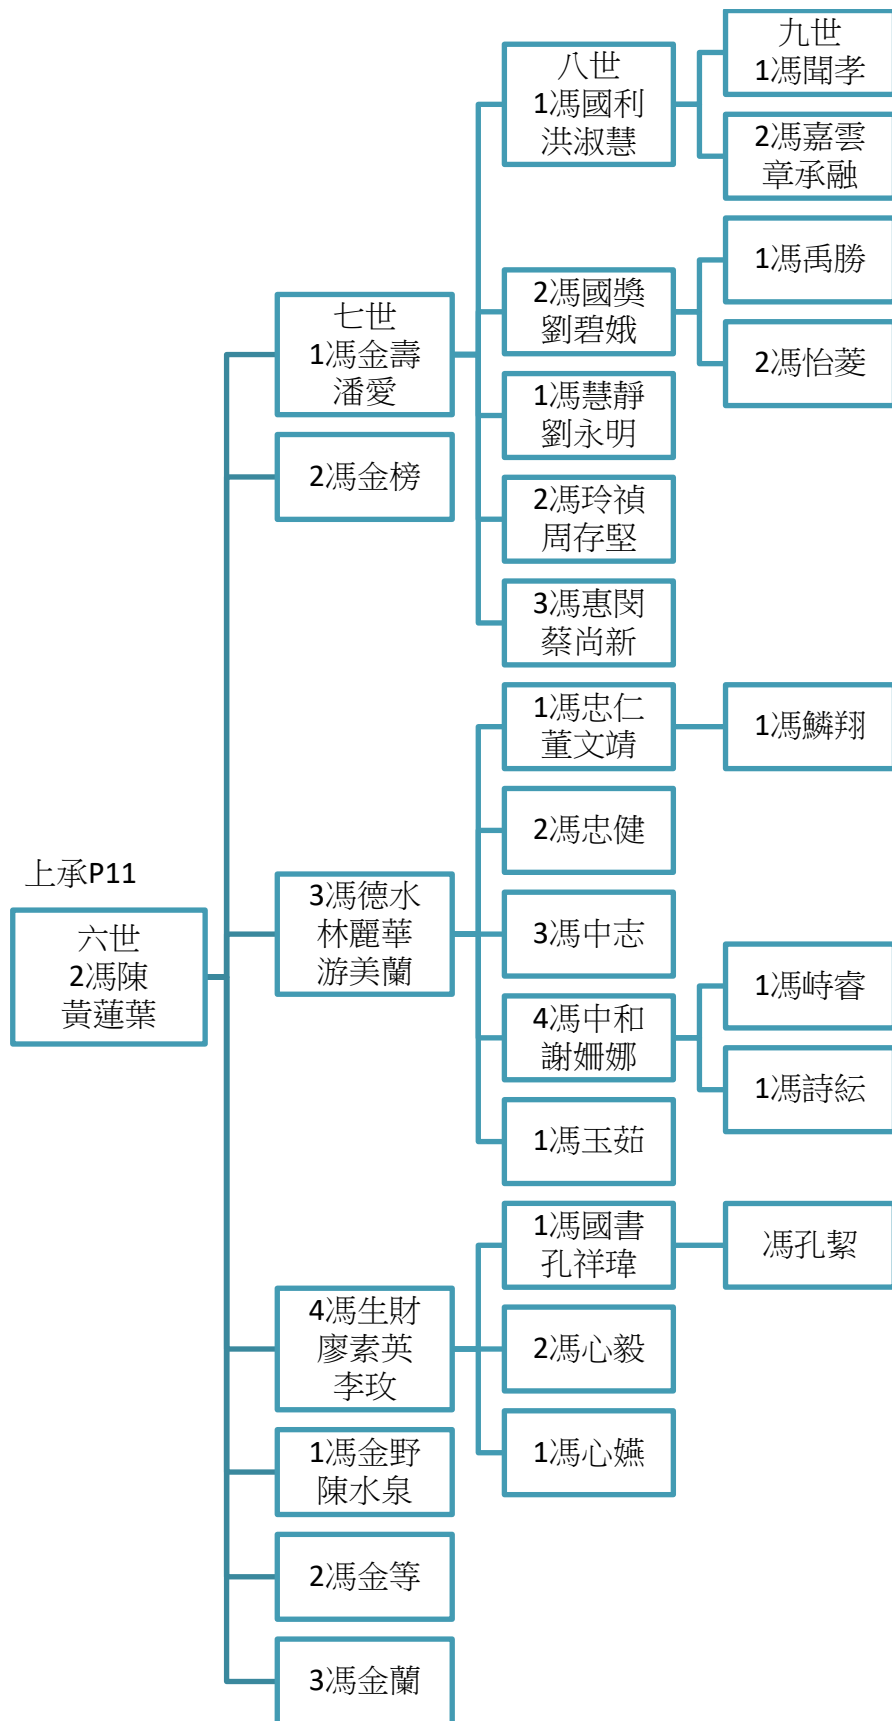 上承P11
六世
2馮陳
黃蓮葉
七世
1馮金壽
潘愛
2馮金榜
3馮德水
林麗華
游美蘭
4馮生財
廖素英
李玫
1馮金野
陳水泉
2馮金等
3馮金蘭
八世
1馮國利
洪淑慧
2馮國獎
劉碧娥
1馮慧靜
劉永明
2馮玲禎
周存堅
3馮惠閔
蔡尚新
1馮忠仁
董文靖
2馮忠健
3馮中志
4馮中和
謝姍娜
1馮玉茹
1馮國書
孔祥瑋
2馮心毅
1馮心嬿
九世
1馮聞孝
2馮嘉雲
章承融
1馮禹勝
2馮怡菱
1馮鱗翔
1馮峙睿
1馮詩紜
馮孔絜